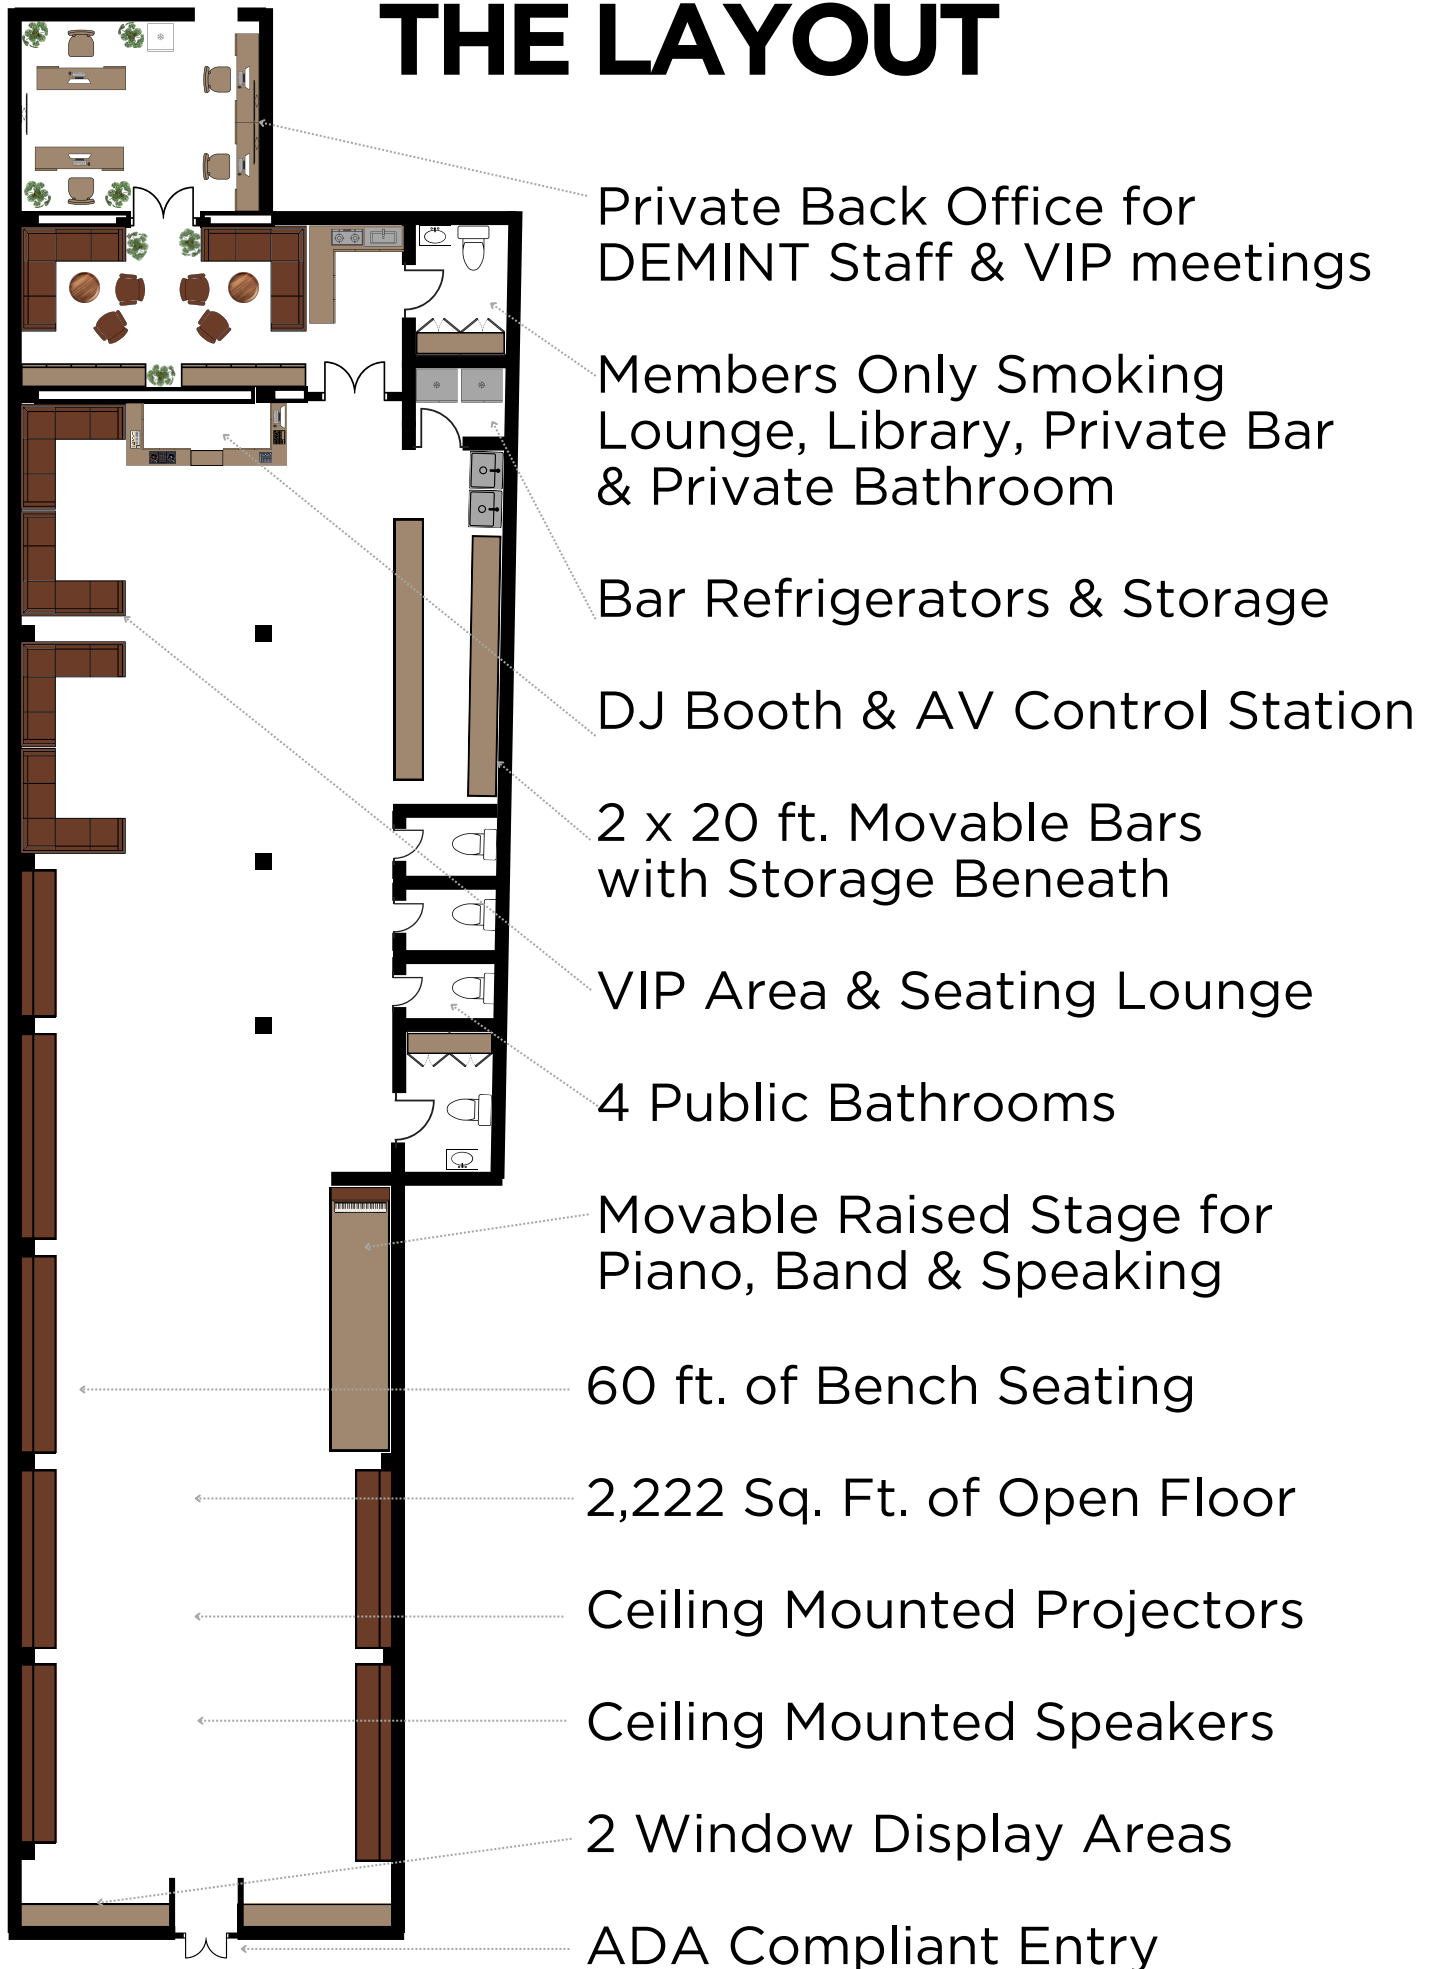 THE LAYOUT
Private Back Office for
DEMINT Staff & VIP meetings
Members Only Smoking
Lounge, Library, Private Bar
& Private Bathroom
Bar Refrigerators & Storage
DJ Booth & AV Control Station
2 x 20 ft. Movable Bars
with Storage Beneath
VIP Area & Seating Lounge
4 Public Bathrooms
Movable Raised Stage for
Piano, Band & Speaking
60 ft. of Bench Seating
2,222 Sq. Ft. of Open Floor
Ceiling Mounted Projectors
Ceiling Mounted Speakers
2 Window Display Areas
ADA Compliant Entry